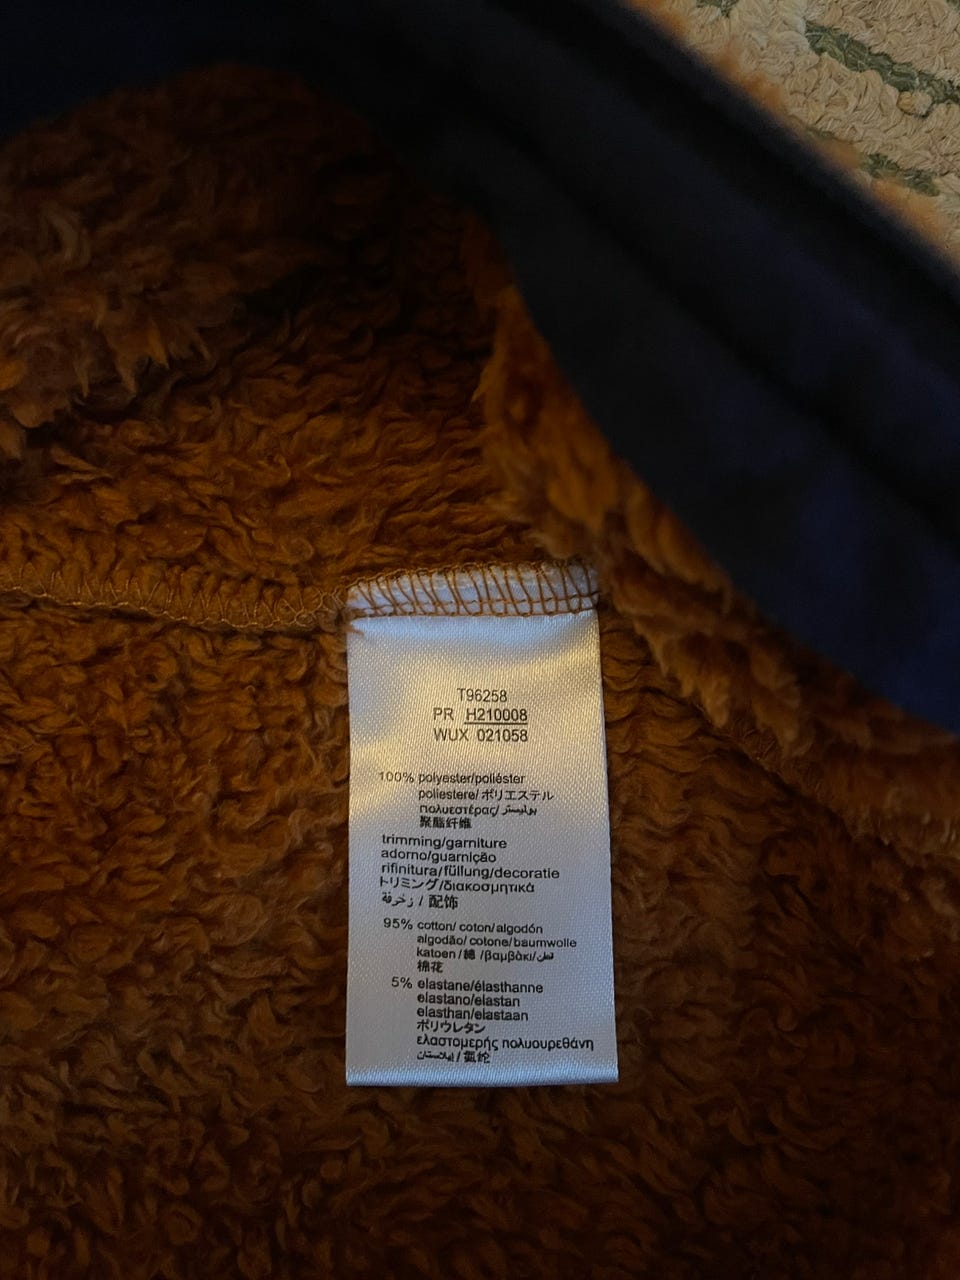 T96258
PR H210008
WUX 021058
100% polyester/poliéster
poliestere/ポリエステル
πολυεστέρας/بوليستر
聚酯纤维
trimming/garniture
adorno/guarnição
rifinitura/füllung/decoratie
トリミング/διακοσμητικά
زخرفة / 配饰
95% cotton/ coton/algodón
algodão/ cotone/baumwolle
katoen/綿 /βαμβάκι/قطن
棉花
5% elastane/élasthanne
elastano/elastan
elasthan/elastaan
ポリウレタン
ελαστομερής πολυουρεθάνη
إيلاستان / 氨纶